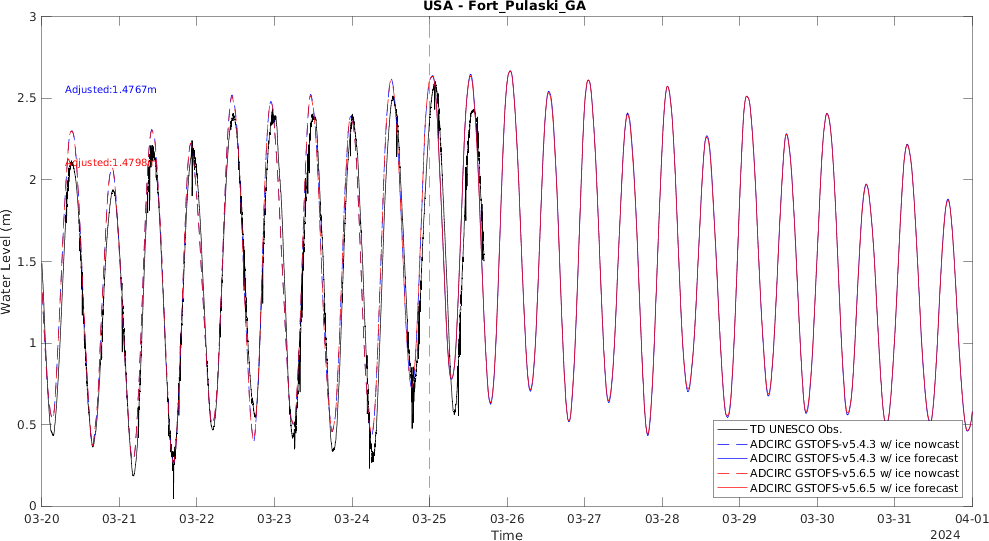 USA - Fort_Pulaski_GA
3
2.5
2
1.5
1
0.5
0
Water Level (m)
Adjusted:1.4767m
Adjusted:1.4798m
TD UNESCO Obs.
ADCIRC GSTOFS-v5.4.3 w/ ice nowcast
ADCIRC GSTOFS-v5.4.3 w/ ice forecast
ADCIRC GSTOFS-v5.6.5 w/ ice nowcast
ADCIRC GSTOFS-v5.6.5 w/ ice forecast
03-20 03-21 03-22 03-23 03-24 03-25 03-26 03-27 03-28 03-29 03-30 03-31 04-01
Time
2024